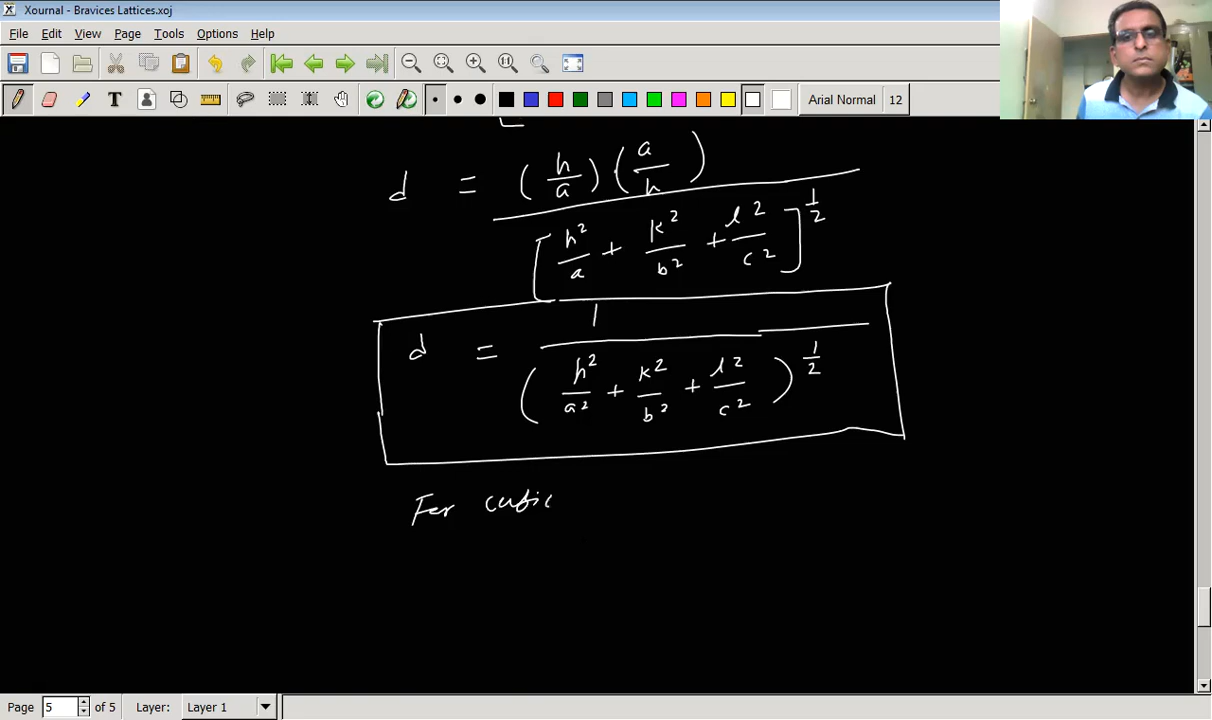 Xournal - Bravices Lattices.xoj
File Edit View Page Tools Options Help
Arial Normal 12
d = (h/a) (a/h) / [h²/a + k²/b² + l²/c²]^1/2
d = 1 / (h²/a² + k²/b² + l²/c²)^1/2
For cubic
Page 5 of 5 Layer: Layer 1